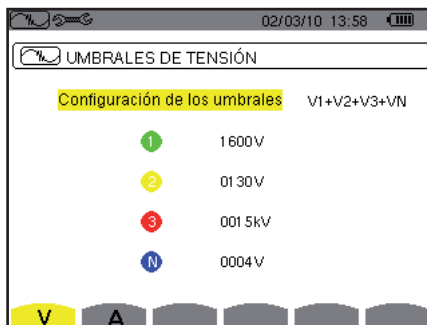 02/03/10 13:58
UMBRALES DE TENSIÓN
Configuración de los umbrales V1+V2+V3+VN
1 1600V
2 0130V
3 0015kV
N 0004V
V A